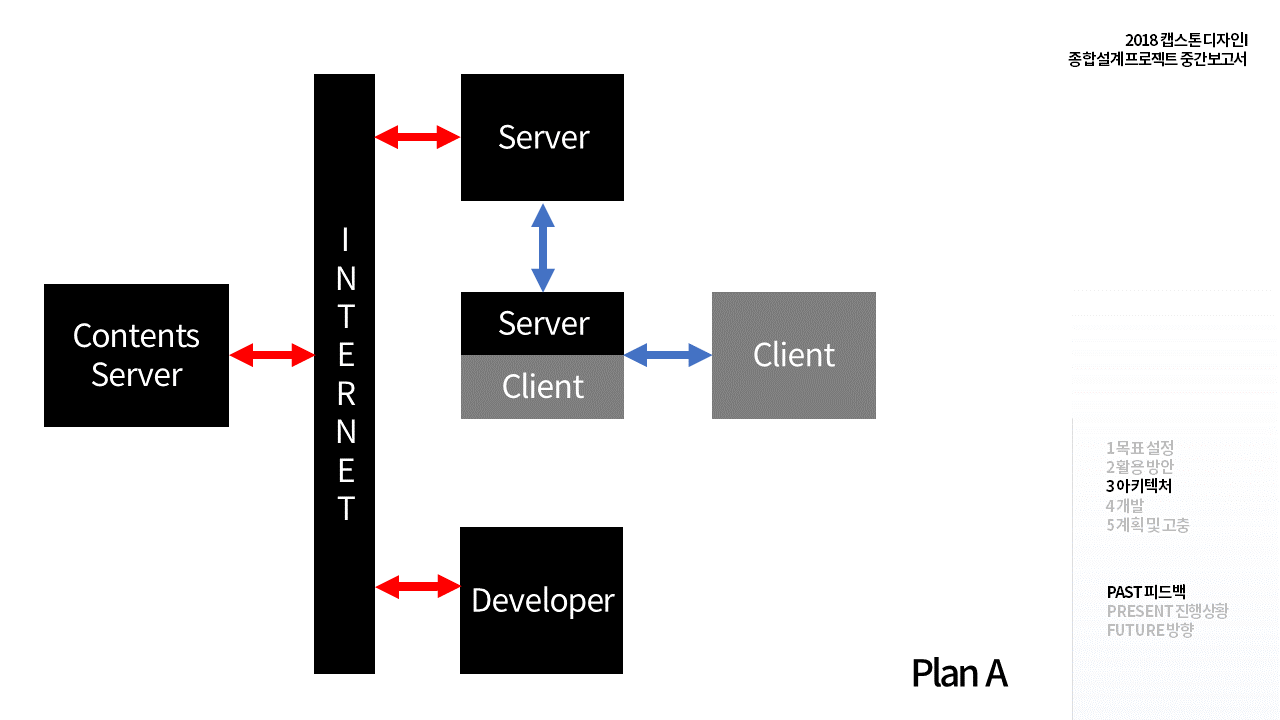 2018 캡스톤 디자인I
종합설계 프로젝트 중간보고서
Server
INTERNET
Contents
Server
Server
Client
Client
Developer
Plan A
1 목표 설정
2 활용 방안
3 아키텍처
4 개발
5 계획 및 고충
PAST 피드백
PRESENT 진행상황
FUTURE 방향